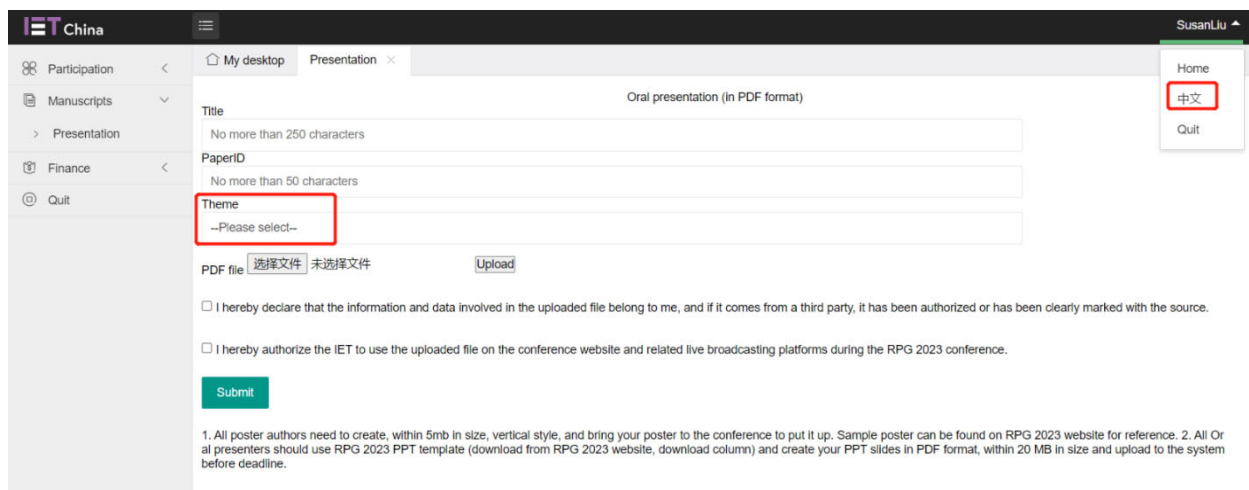 IET China
SusanLiu
Participation
Manuscripts
Presentation
Finance
Quit
My desktop
Presentation
Home
中文
Quit
Oral presentation (in PDF format)
Title
No more than 250 characters
PaperID
No more than 50 characters
Theme
--Please select--
PDF file 选择文件 未选择文件 Upload
I hereby declare that the information and data involved in the uploaded file belong to me, and if it comes from a third party, it has been authorized or has been clearly marked with the source.
I hereby authorize the IET to use the uploaded file on the conference website and related live broadcasting platforms during the RPG 2023 conference.
Submit
1. All poster authors need to create, within 5mb in size, vertical style, and bring your poster to the conference to put it up. Sample poster can be found on RPG 2023 website for reference. 2. All Or
al presenters should use RPG 2023 PPT template (download from RPG 2023 website, download column) and create your PPT slides in PDF format, within 20 MB in size and upload to the system
before deadline.